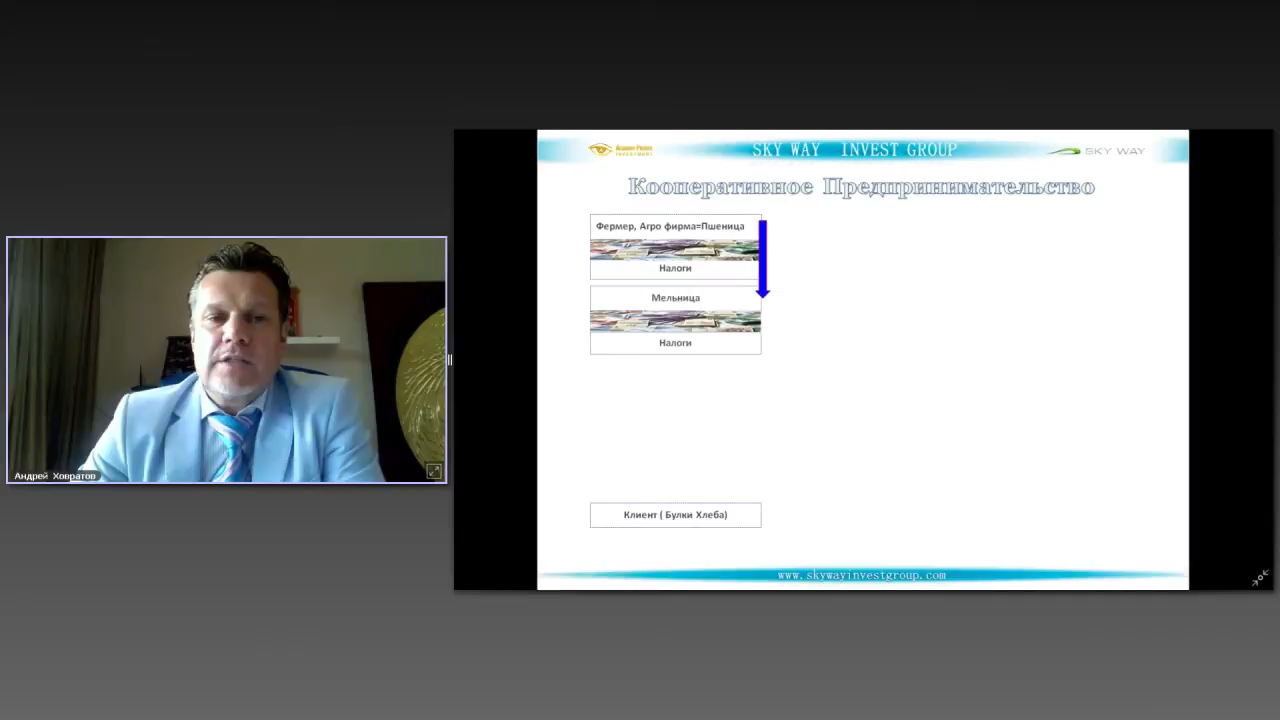 SKY WAY INVEST GROUP
SKY WAY
Кооперативное Предпринимательство
Фермер, Агро фирма=Пшеница
Налоги
Мельница
Налоги
Клиент ( Булки Хлеба)
www.skywayinvestgroup.com
Андрей Ховратов